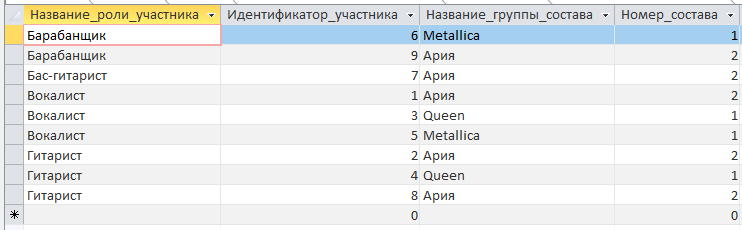 Название_роли_участника Идентификатор_участника Название_группы_состава Номер_состава
Барабанщик 6 Metallica 1
Барабанщик 9 Ария 2
Бас-гитарист 7 Ария 2
Вокалист 1 Ария 2
Вокалист 3 Queen 1
Вокалист 5 Metallica 1
Гитарист 2 Ария 2
Гитарист 4 Queen 1
Гитарист 8 Ария 2
* 0 0